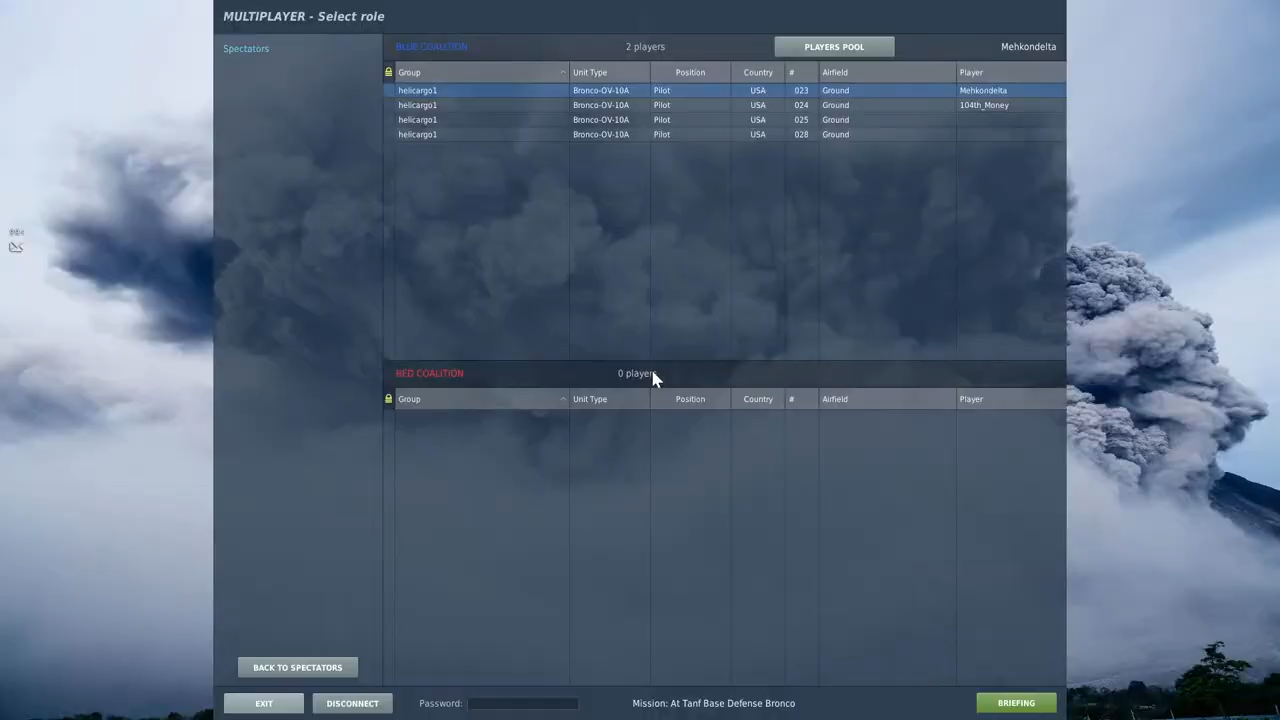 MULTIPLAYER - Select role
Spectators
BLUE COALITION 2 players PLAYERS POOL Mehkondelta
Group Unit Type Position Country # Airfield Player
helicargo1 Bronco-OV-10A Pilot USA 023 Ground Mehkondelta
helicargo1 Bronco-OV-10A Pilot USA 024 Ground 104th_Money
helicargo1 Bronco-OV-10A Pilot USA 025 Ground
helicargo1 Bronco-OV-10A Pilot USA 028 Ground
RED COALITION 0 players
Group Unit Type Position Country # Airfield Player
BACK TO SPECTATORS
EXIT DISCONNECT Password: Mission: At Tanf Base Defense Bronco BRIEFING